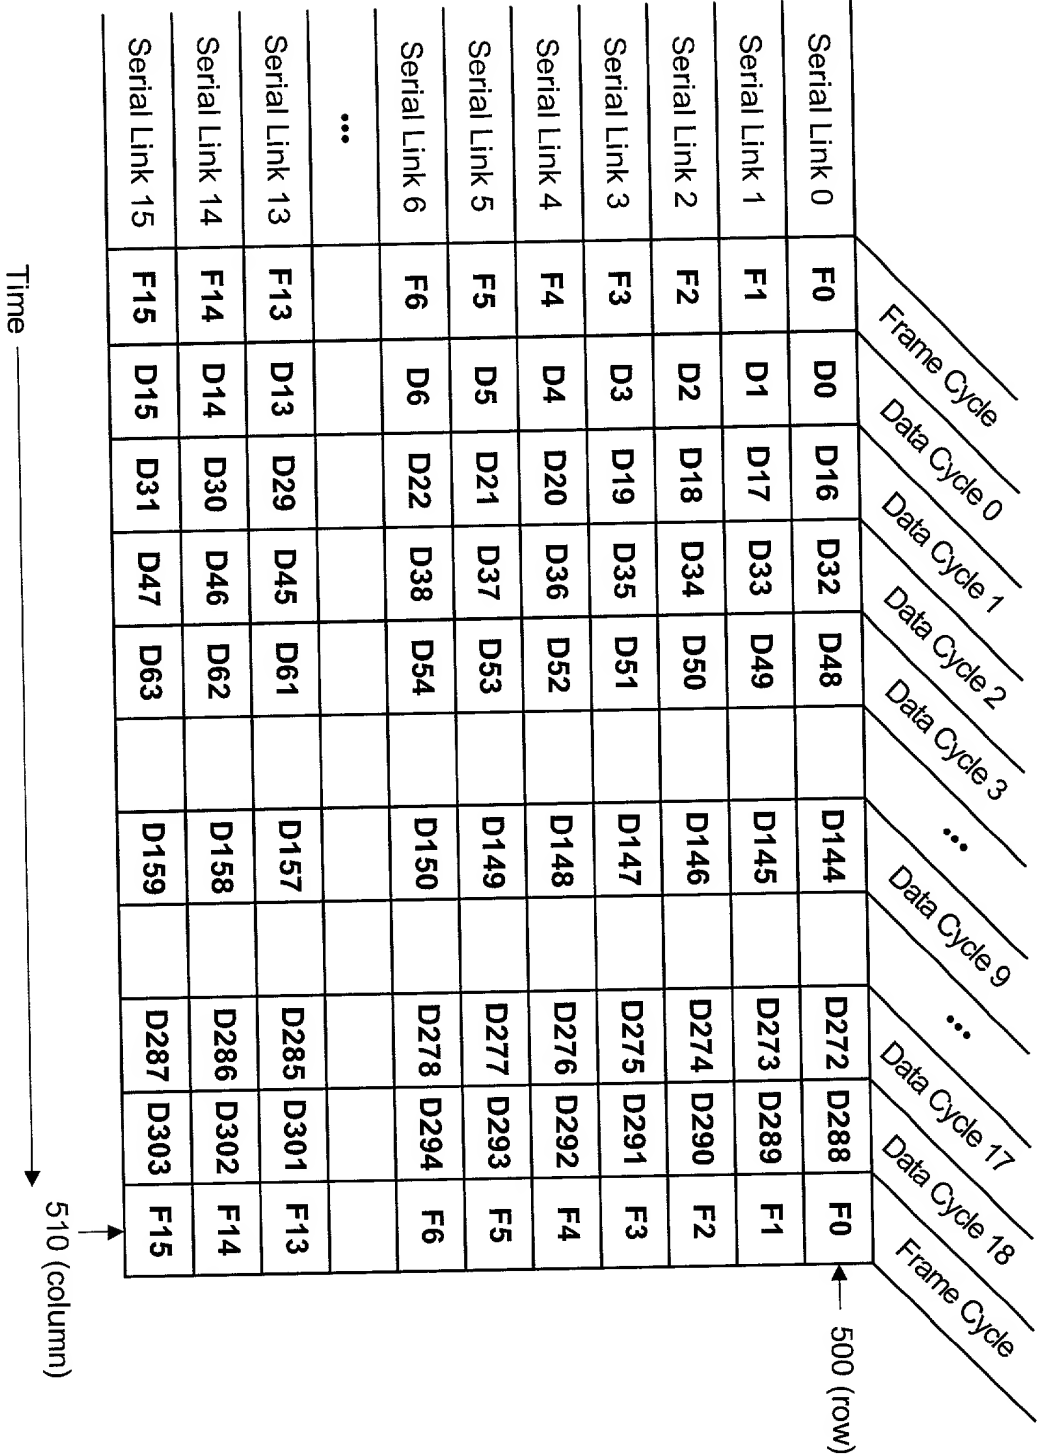 Frame Cycle Data Cycle 0 Data Cycle 1 Data Cycle 2 Data Cycle 3 ••• Data Cycle 9 ••• Data Cycle 17 Data Cycle 18 Frame Cycle
Serial Link 0 F0 D0 D16 D32 D48 D144 D272 D288 F0 500 (row)
Serial Link 1 F1 D1 D17 D33 D49 D145 D273 D289 F1
Serial Link 2 F2 D2 D18 D34 D50 D146 D274 D290 F2
Serial Link 3 F3 D3 D19 D35 D51 D147 D275 D291 F3
Serial Link 4 F4 D4 D20 D36 D52 D148 D276 D292 F4
Serial Link 5 F5 D5 D21 D37 D53 D149 D277 D293 F5
Serial Link 6 F6 D6 D22 D38 D54 D150 D278 D294 F6
•••
Serial Link 13 F13 D13 D29 D45 D61 D157 D285 D301 F13
Serial Link 14 F14 D14 D30 D46 D62 D158 D286 D302 F14
Serial Link 15 F15 D15 D31 D47 D63 D159 D287 D303 F15
510 (column)
Time